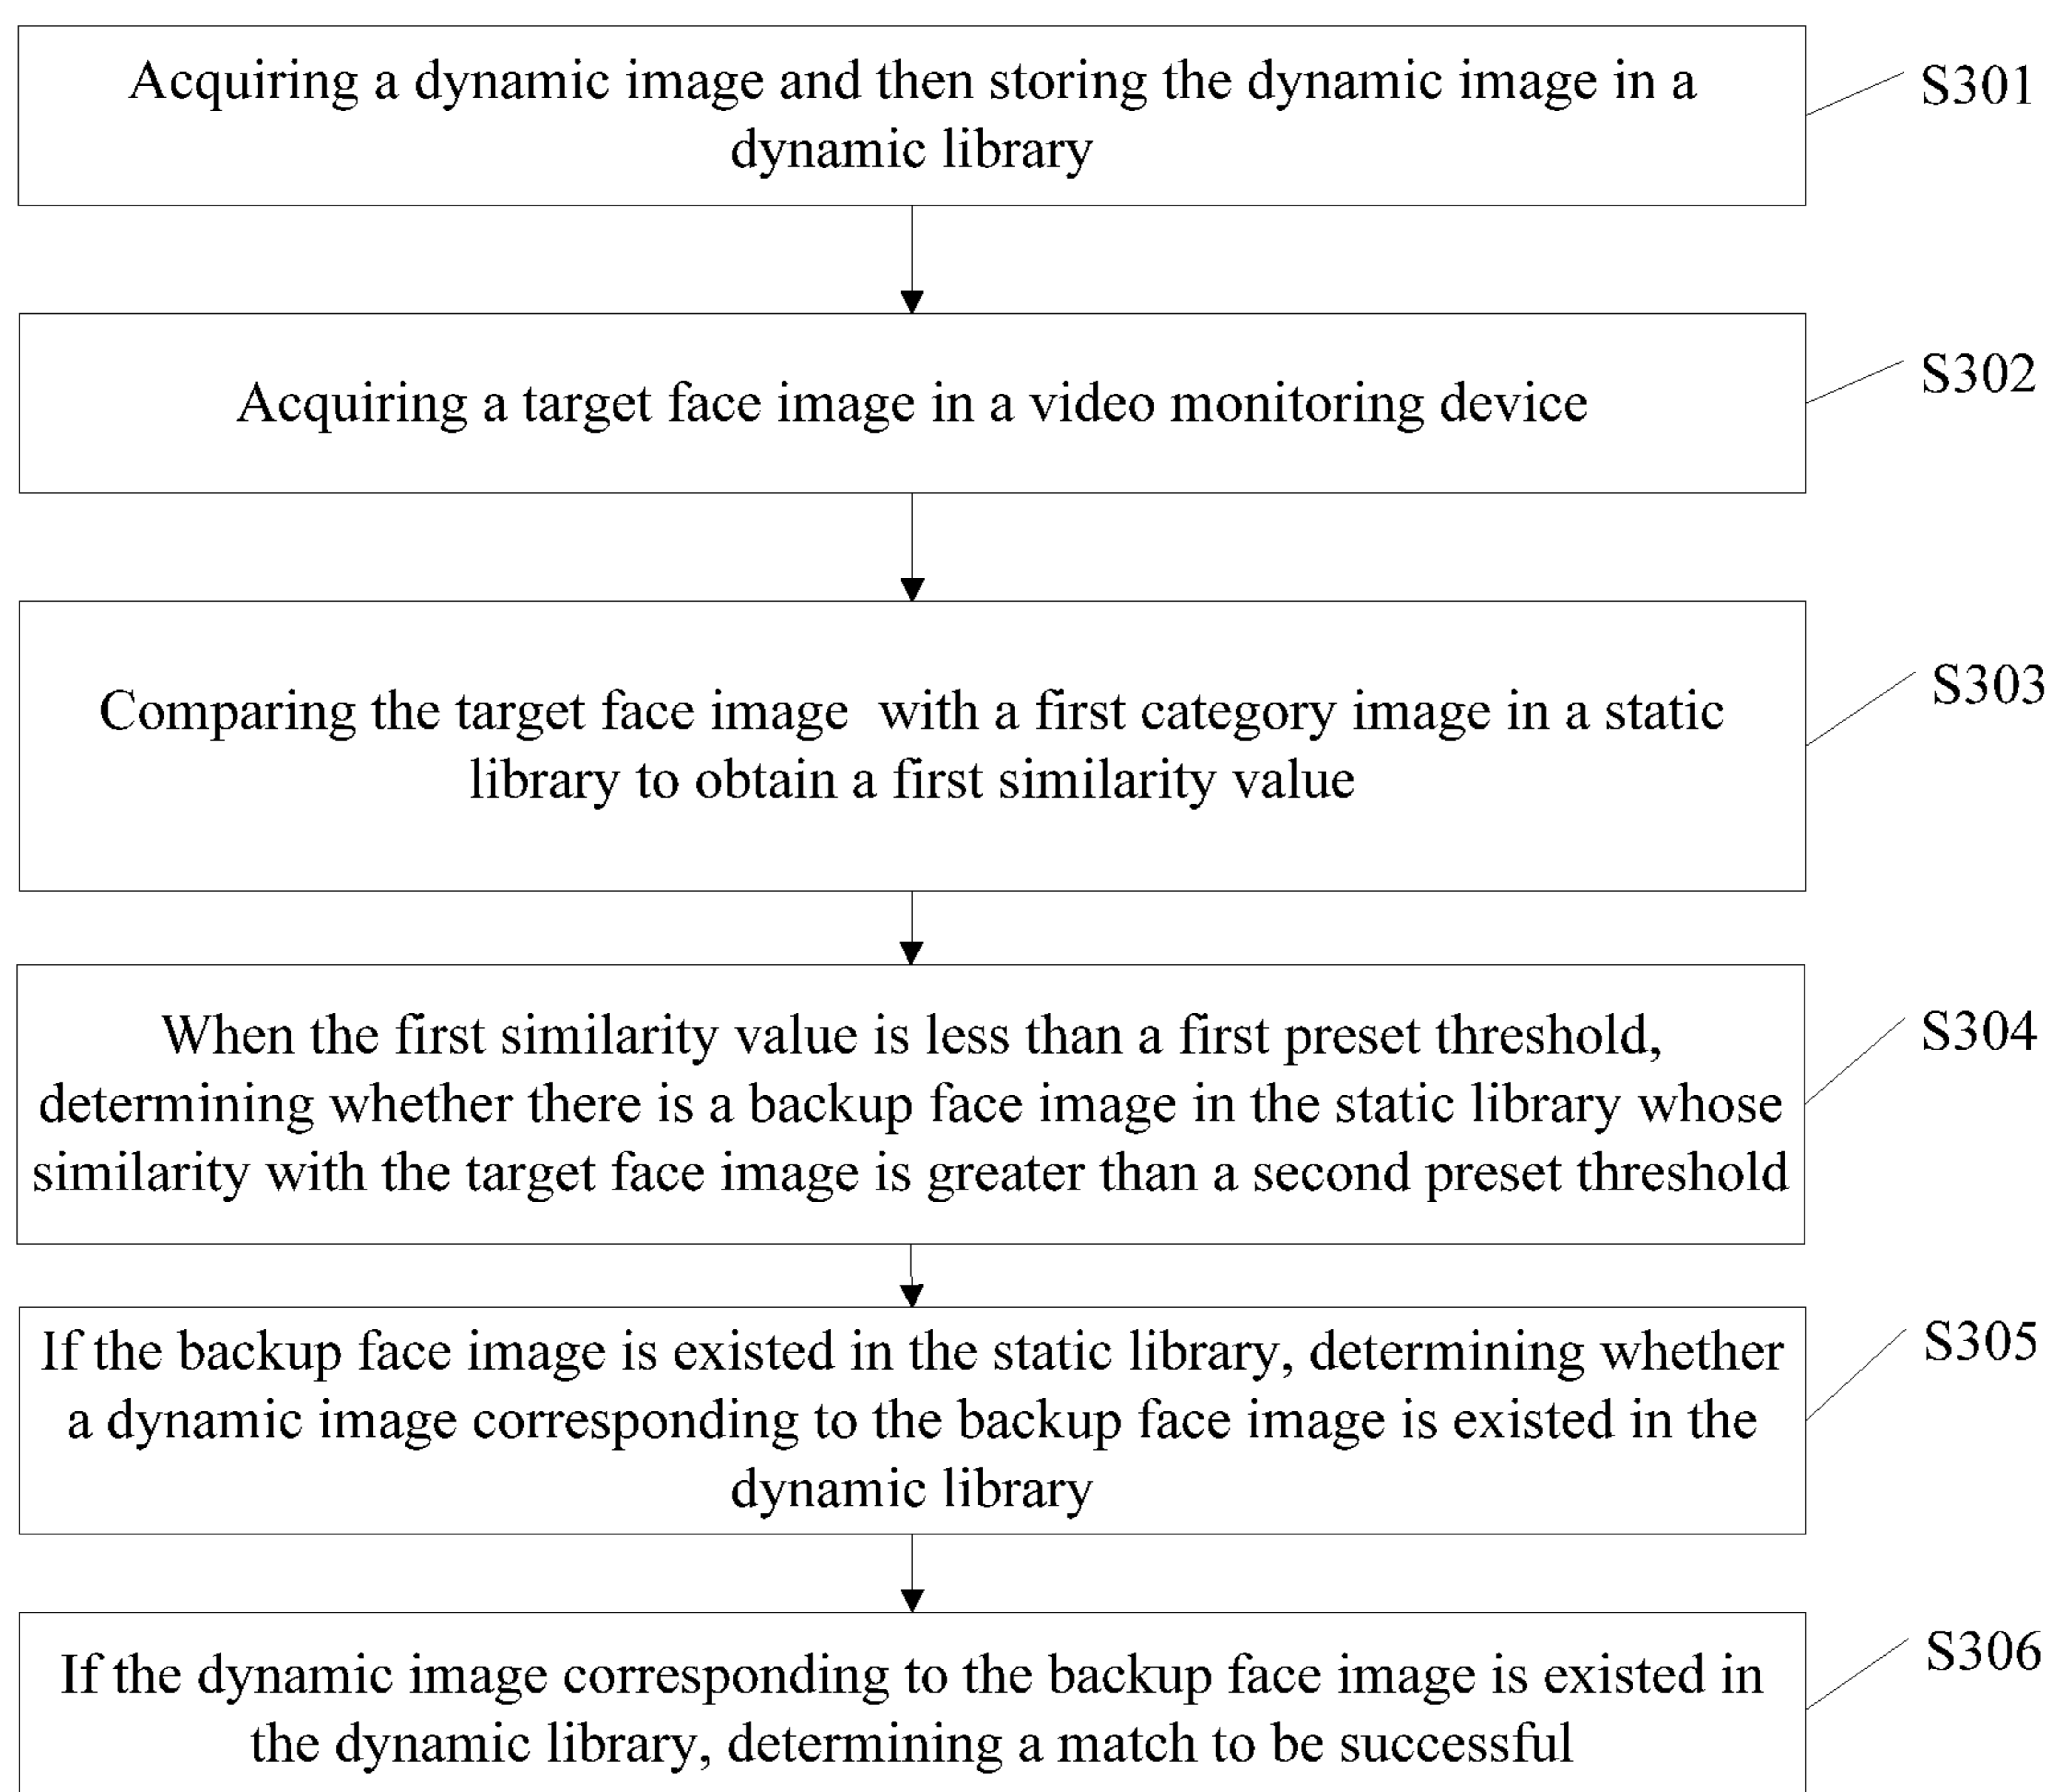 Acquiring a dynamic image and then storing the dynamic image in a
dynamic library
S301
Acquiring a target face image in a video monitoring device
S302
Comparing the target face image with a first category image in a static
library to obtain a first similarity value
S303
When the first similarity value is less than a first preset threshold,
determining whether there is a backup face image in the static library whose
similarity with the target face image is greater than a second preset threshold
S304
If the backup face image is existed in the static library, determining whether
a dynamic image corresponding to the backup face image is existed in the
dynamic library
S305
If the dynamic image corresponding to the backup face image is existed in
the dynamic library, determining a match to be successful
S306